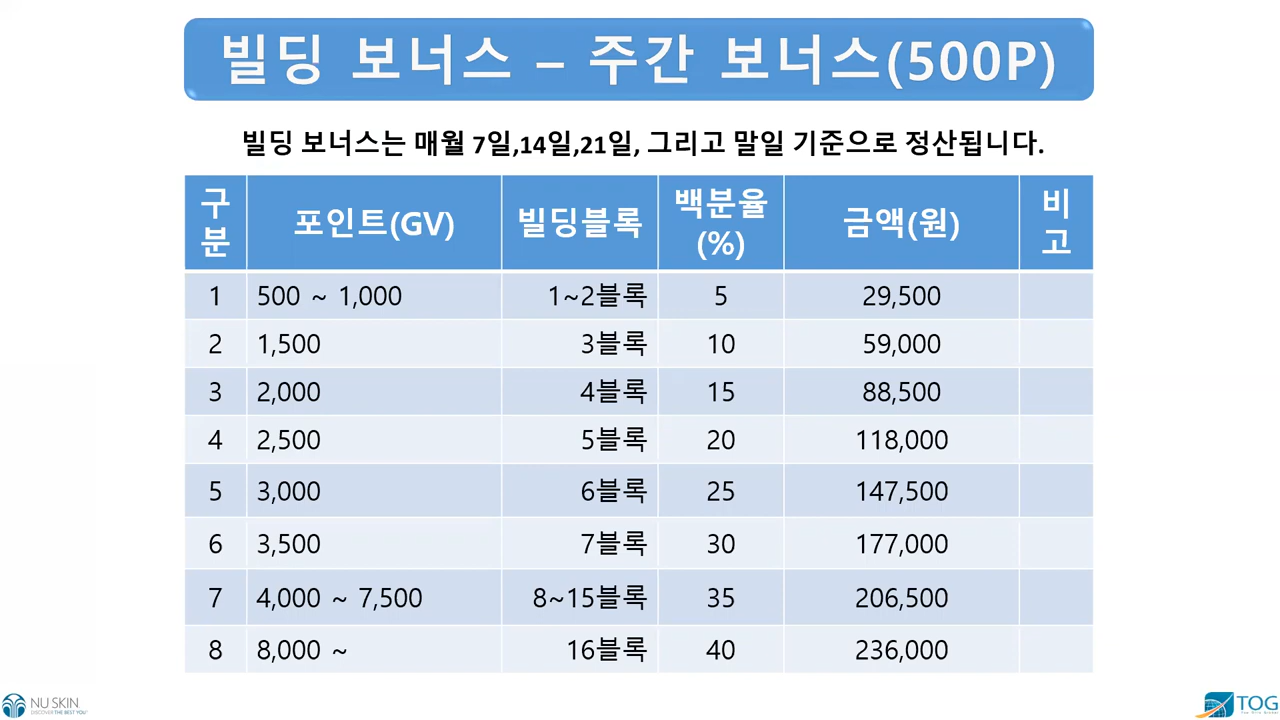 빌딩 보너스 – 주간 보너스(500P)
빌딩 보너스는 매월 7일,14일,21일, 그리고 말일 기준으로 정산됩니다.
구분 포인트(GV) 빌딩블록 백분율(%) 금액(원) 비고
1 500 ~ 1,000 1~2블록 5 29,500
2 1,500 3블록 10 59,000
3 2,000 4블록 15 88,500
4 2,500 5블록 20 118,000
5 3,000 6블록 25 147,500
6 3,500 7블록 30 177,000
7 4,000 ~ 7,500 8~15블록 35 206,500
8 8,000 ~ 16블록 40 236,000
NU SKIN
DISCOVER THE BEST YOU
TOG